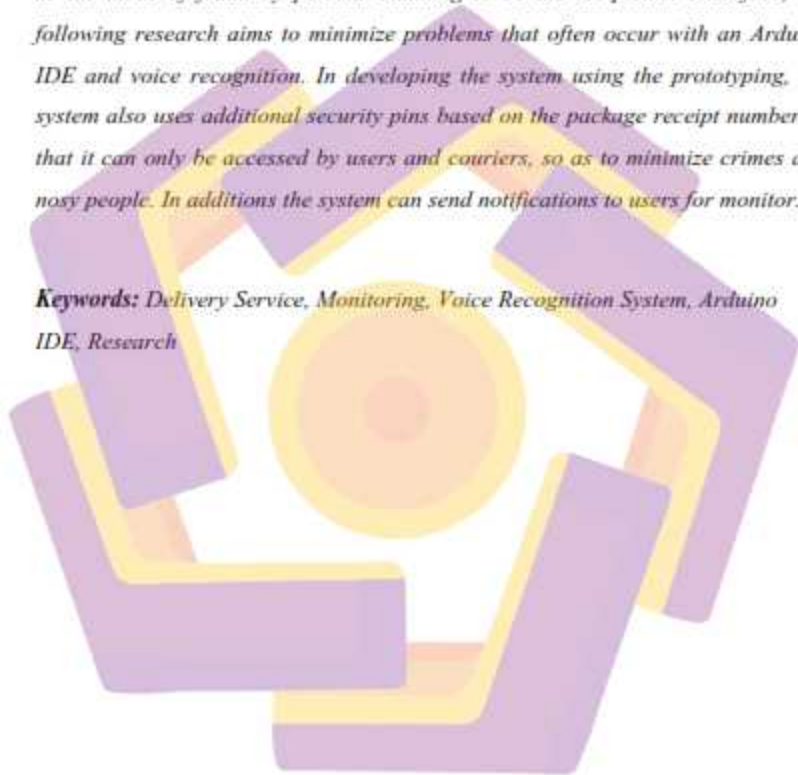 following research aims to minimize problems that often occur with an Ardu
IDE and voice recognition. In developing the system using the prototyping,
system also uses additional security pins based on the package receipt number
that it can only be accessed by users and couriers, so as to minimize crimes a
nosy people. In additions the system can send notifications to users for monitor
Keywords: Delivery Service, Monitoring, Voice Recognition System, Arduino
IDE, Research